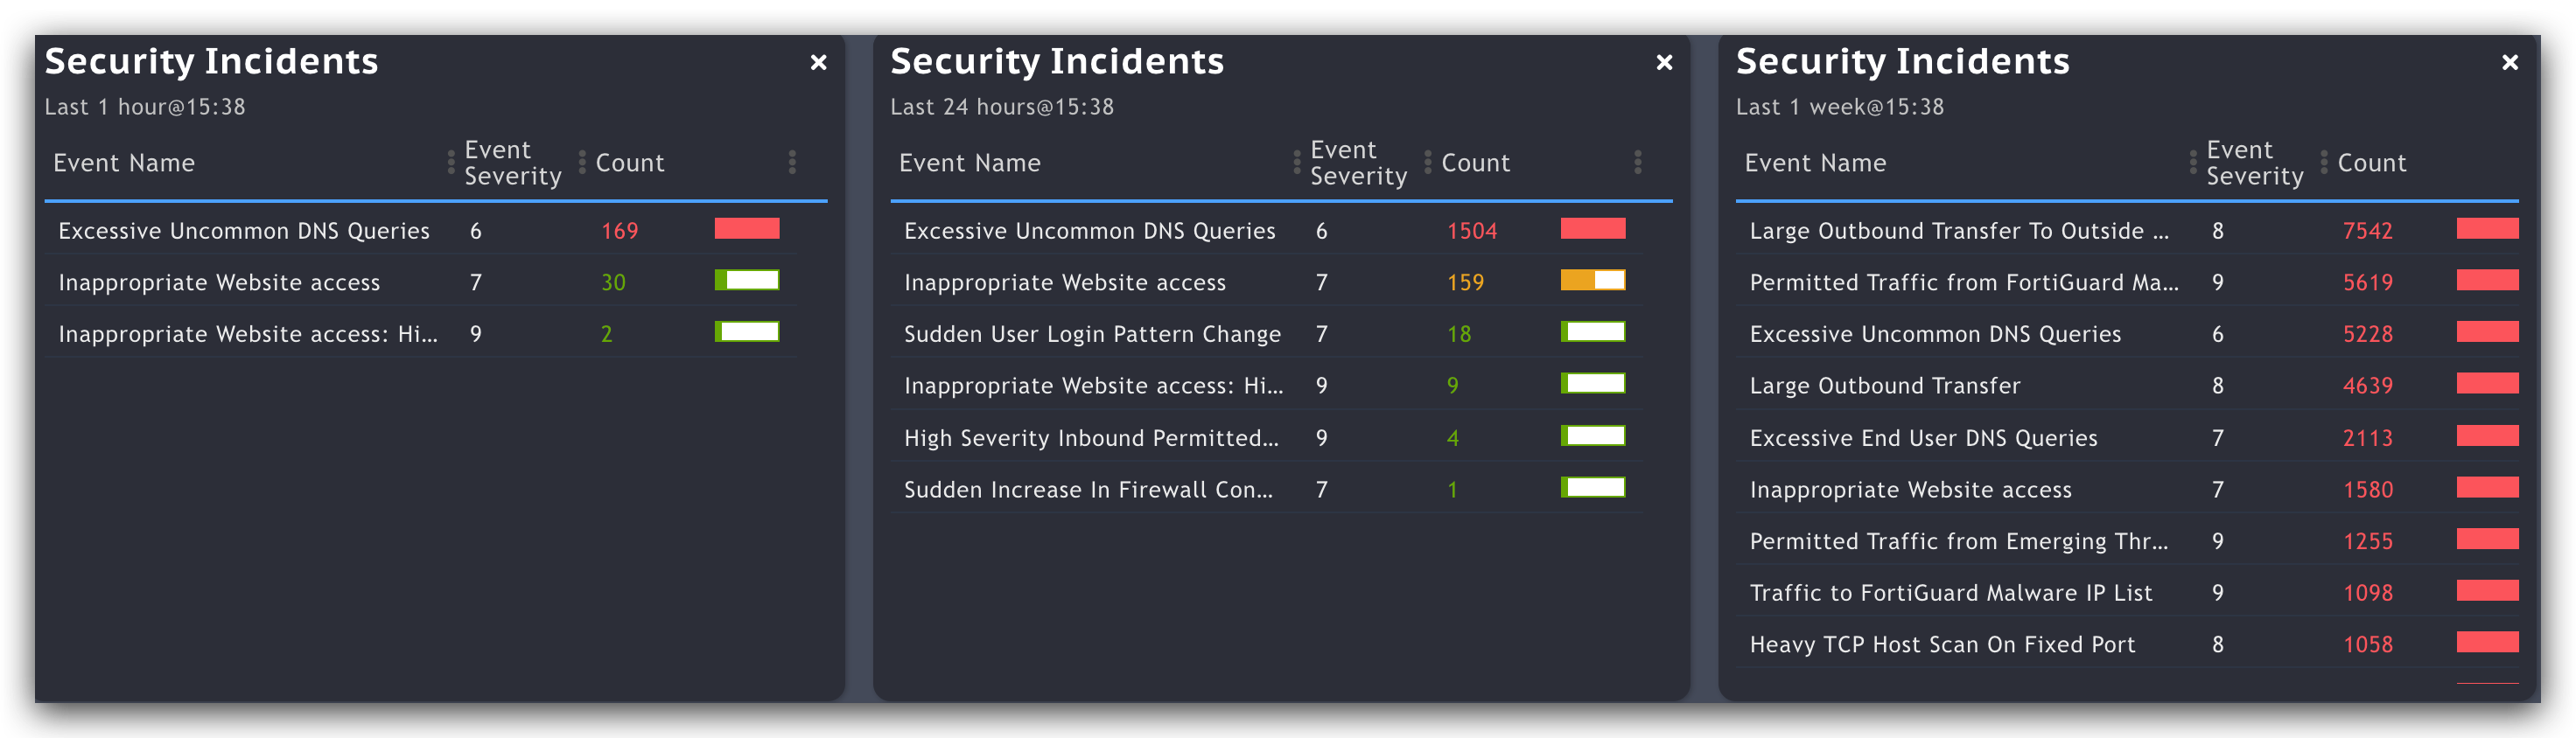 Security Incidents ×
Last 1 hour@15:38
Event Name Event Severity Count
Excessive Uncommon DNS Queries 6 169
Inappropriate Website access 7 30
Inappropriate Website access: Hi... 9 2
Security Incidents ×
Last 24 hours@15:38
Event Name Event Severity Count
Excessive Uncommon DNS Queries 6 1504
Inappropriate Website access 7 159
Sudden User Login Pattern Change 7 18
Inappropriate Website access: Hi... 9 9
High Severity Inbound Permitted... 9 4
Sudden Increase In Firewall Con... 7 1
Security Incidents ×
Last 1 week@15:38
Event Name Event Severity Count
Large Outbound Transfer To Outside ... 8 7542
Permitted Traffic from FortiGuard Ma... 9 5619
Excessive Uncommon DNS Queries 6 5228
Large Outbound Transfer 8 4639
Excessive End User DNS Queries 7 2113
Inappropriate Website access 7 1580
Permitted Traffic from Emerging Thr... 9 1255
Traffic to FortiGuard Malware IP List 9 1098
Heavy TCP Host Scan On Fixed Port 8 1058